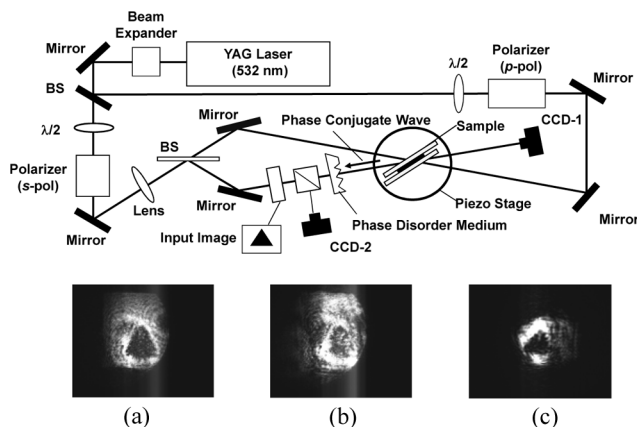 Beam
Expander
Mirror
YAG Laser
(532 nm)
BS
λ/2
Polarizer
(p-pol)
Mirror
λ/2
BS
Mirror
Phase Conjugate Wave
Sample
CCD-1
Polarizer
(s-pol)
Mirror
Lens
Mirror
Input Image
CCD-2
Phase Disorder Medium
Piezo Stage
Mirror
(a)
(b)
(c)